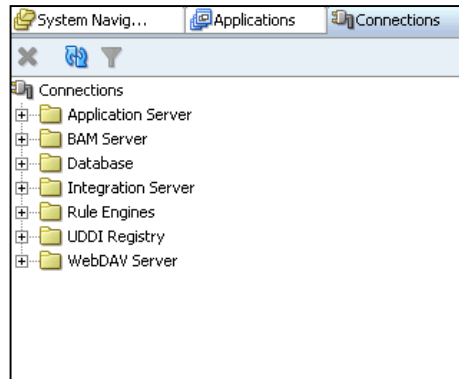 System Navig... Applications Connections
Connections
Application Server
BAM Server
Database
Integration Server
Rule Engines
UDDI Registry
WebDAV Server